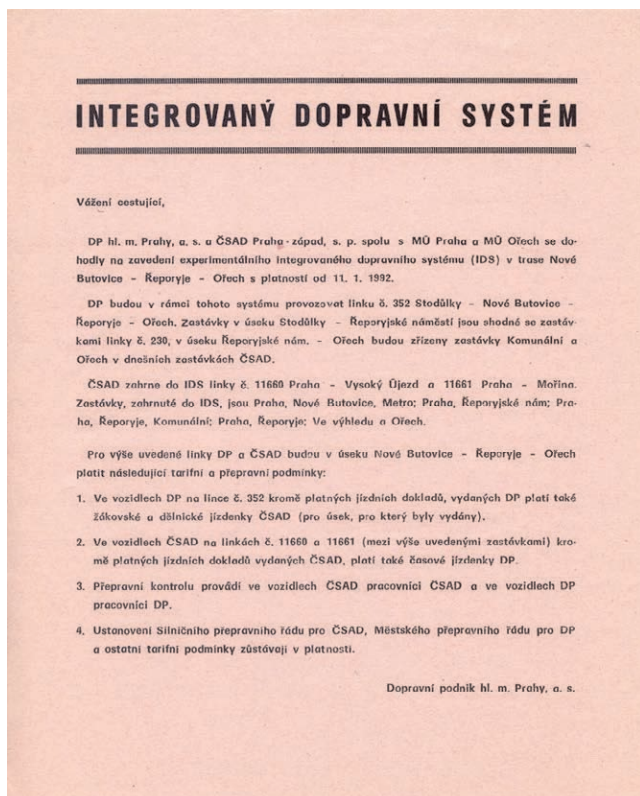 INTEGROVANÝ DOPRAVNÍ SYSTÉM
Vážení cestující,
DP hl. m. Prahy, a. s. a ČSAD Praha-západ, s. p. spolu s MÚ Praha a MÚ Ořech se do-
hodly na zavedení experimentálního integrovaného dopravního systému (IDS) v trase Nové
Butovice – Řeporyje – Ořech s platností od 11. 1. 1992.
DP budou v rámci tohoto systému provozovat linku č. 352 Stodůlky – Nové Butovice –
Řeporyje – Ořech. Zastávky v úseku Stodůlky – Řeporyjské náměstí jsou shodné se zastáv-
kami linky č. 230, v úseku Řeporyjské nám. – Ořech budou zřízeny zastávky Komunální a
Ořech v dnešních zastávkách ČSAD.
ČSAD zahrne do IDS linky č. 11660 Praha – Vysoký Újezd a 11661 Praha – Mořina.
Zastávky, zahrnuté do IDS, jsou Praha, Nové Butovice, Metro; Praha, Řeporyjské nám; Pra-
ha, Řeporyje, Komunální; Praha, Řeporyje; Ve výhledu a Ořech.
Pro výše uvedené linky DP a ČSAD budou v úseku Nové Butovice – Řeporyje – Ořech
platit následující tarifní a přepravní podmínky:
1. Ve vozidlech DP na lince č. 352 kromě platných jízdních dokladů, vydaných DP platí také
žákovské a dělnické jízdenky ČSAD (pro úsek, pro který byly vydány).
2. Ve vozidlech ČSAD na linkách č. 11660 a 11661 (mezi výše uvedenými zastávkami) kro-
mě platných jízdních dokladů vydaných ČSAD, platí také časové jízdenky DP.
3. Přepravní kontrolu provádí ve vozidlech ČSAD pracovníci ČSAD a ve vozidlech DP
pracovníci DP.
4. Ustanovení Silničního přepravního řádu pro ČSAD, Městského přepravního řádu pro DP
a ostatní tarifní podmínky zůstávají v platnosti.
Dopravní podnik hl. m. Prahy, a. s.